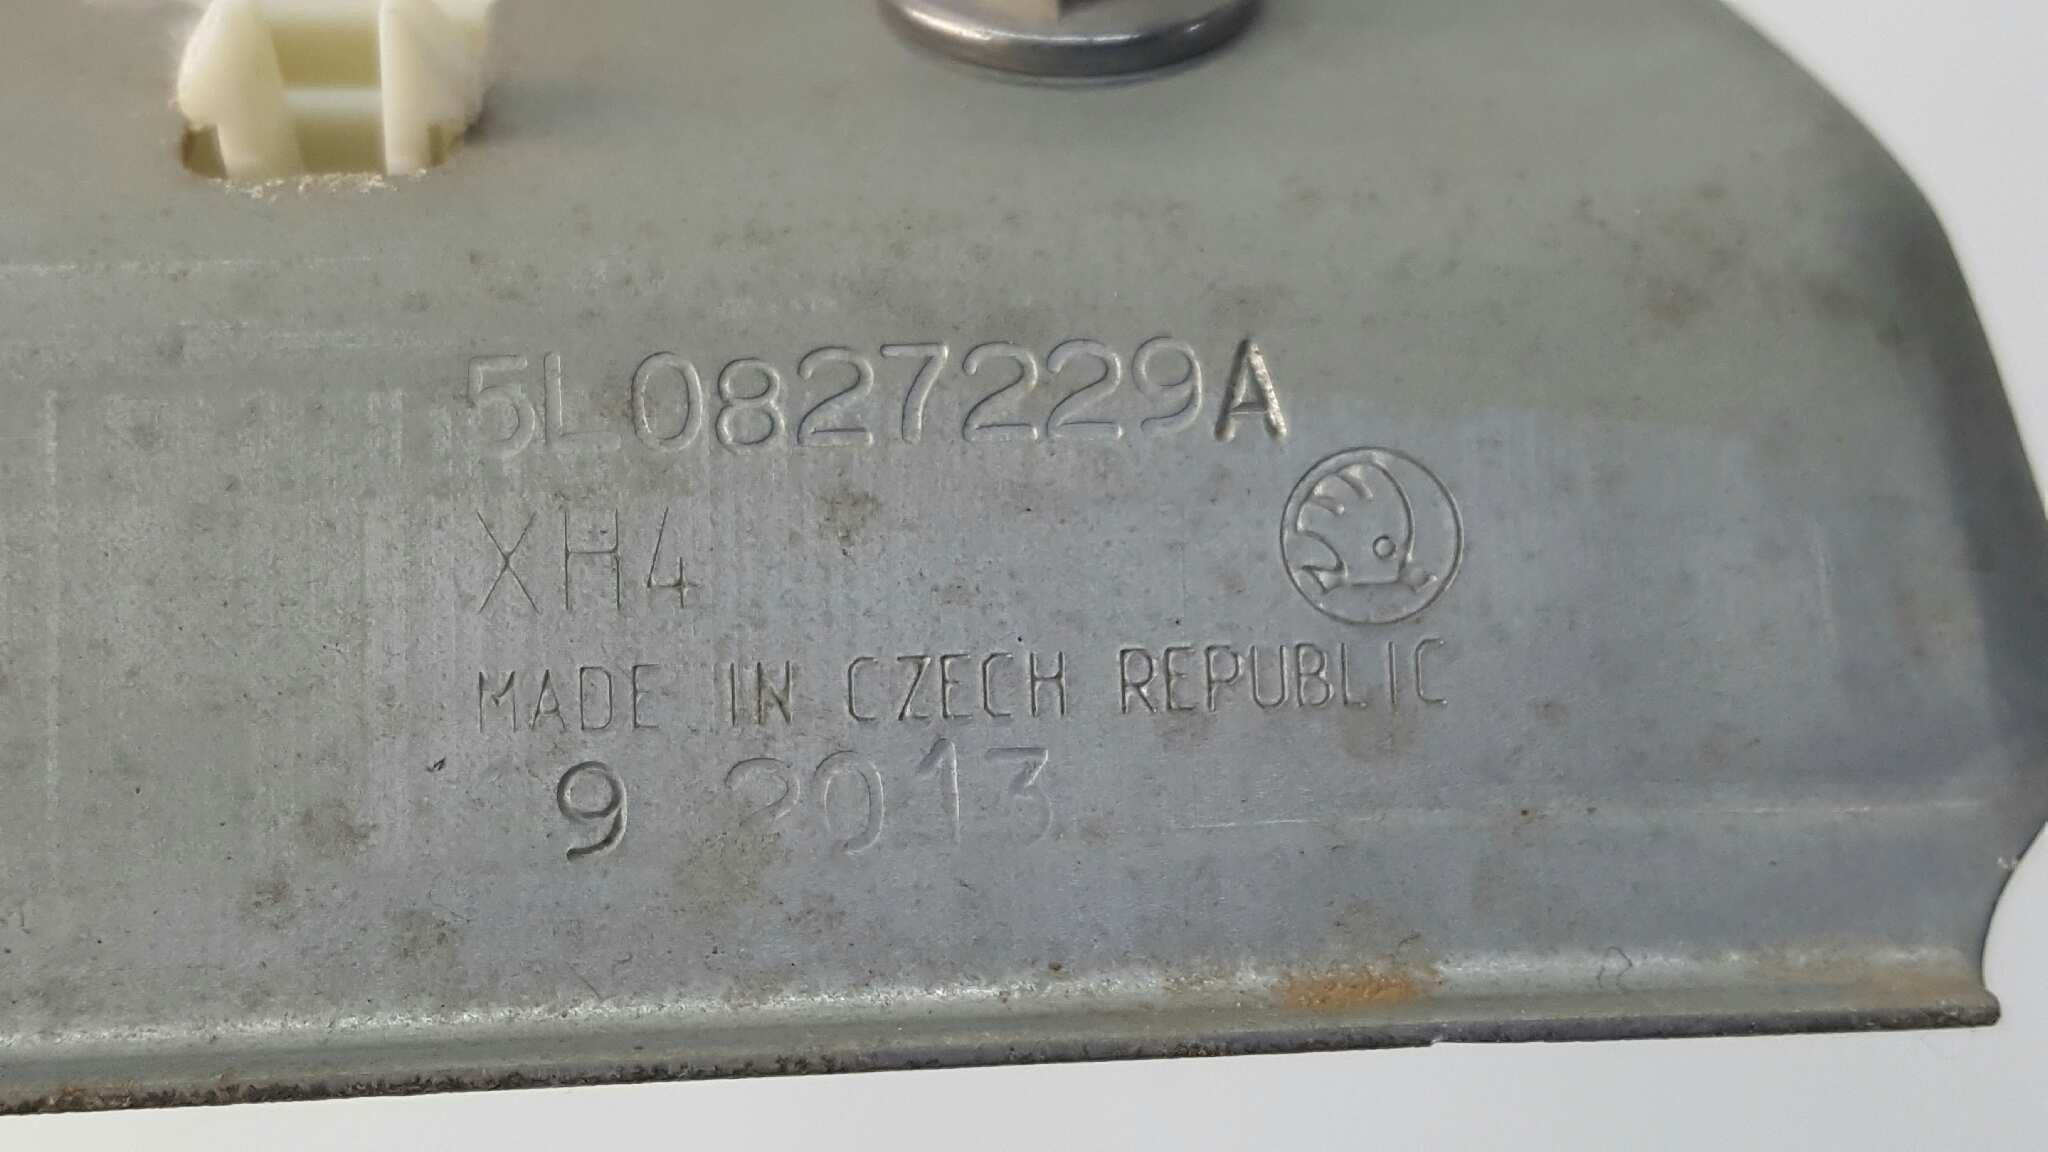 5L0827229A
XH4
MADE IN CZECH REPUBLIC
9 2013